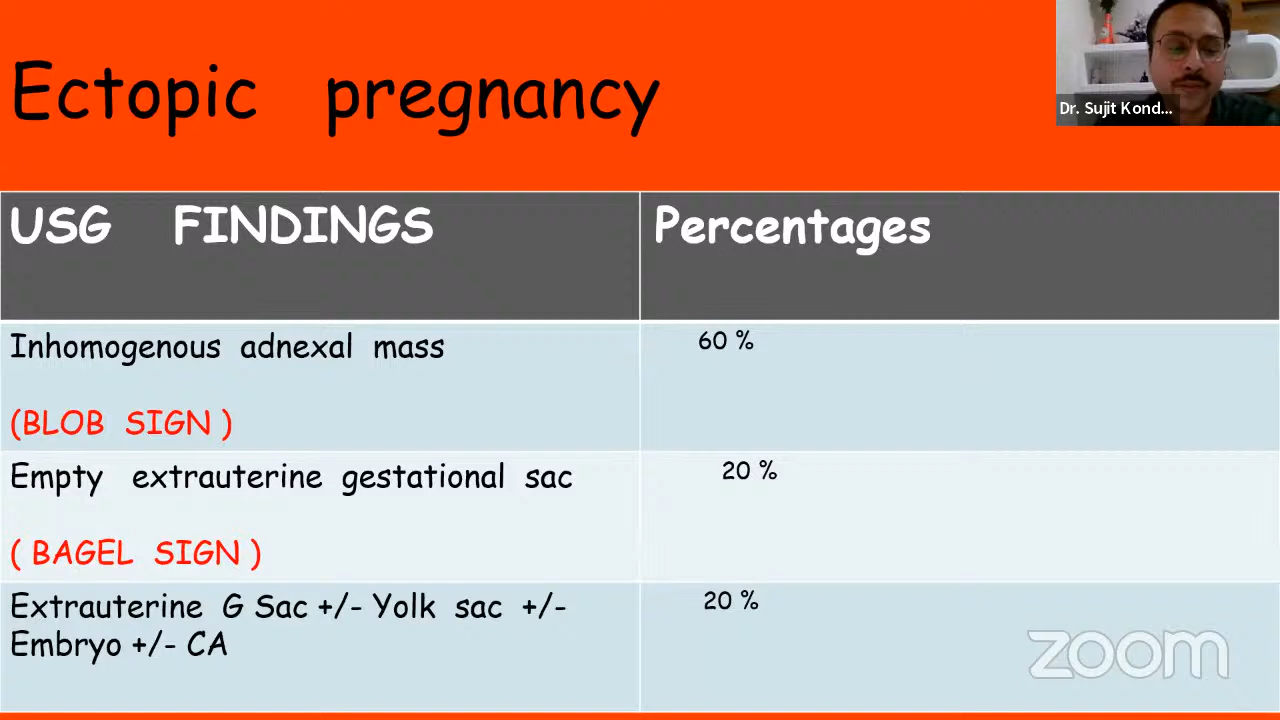 Ectopic pregnancy
Dr. Sujit Kond...
USG FINDINGS
Percentages
Inhomogenous adnexal mass
60 %
(BLOB SIGN )
Empty extrauterine gestational sac
20 %
( BAGEL SIGN )
Extrauterine G Sac +/- Yolk sac +/-
Embryo +/- CA
20 %
zoom